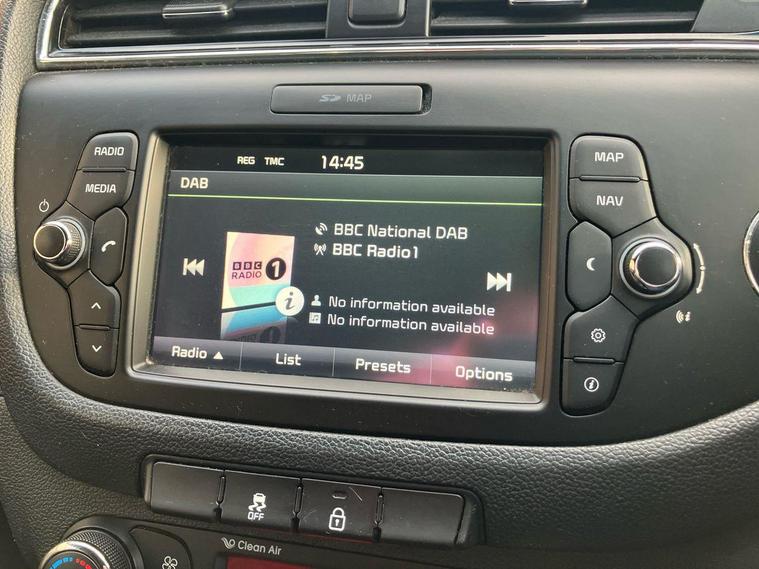 SD MAP
RADIO
MEDIA
REG TMC 14:45
DAB
BBC National DAB
BBC Radio1
BBC
RADIO 1
i
No information available
No information available
Radio ▲ List Presets Options
MAP
NAV
OFF
Clean Air